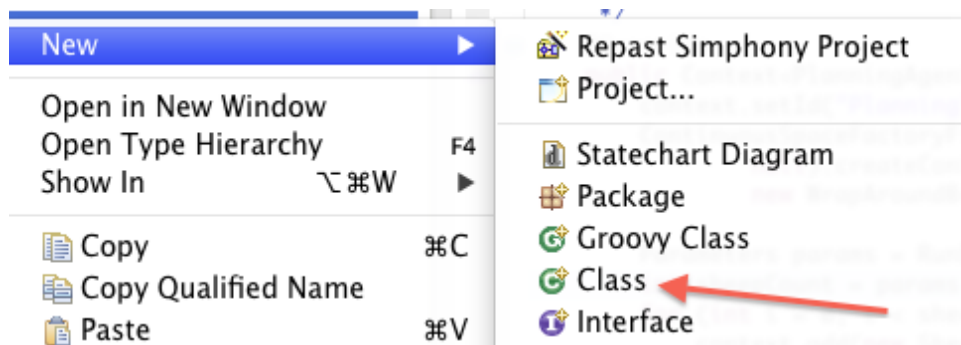 */
New
Open in New Window
Open Type Hierarchy F4
Show In ⌥⌘W
Copy ⌘C
Copy Qualified Name
Paste ⌘V
Repast Simphony Project
Project...
Statechart Diagram
Package
Groovy Class
Class
Interface